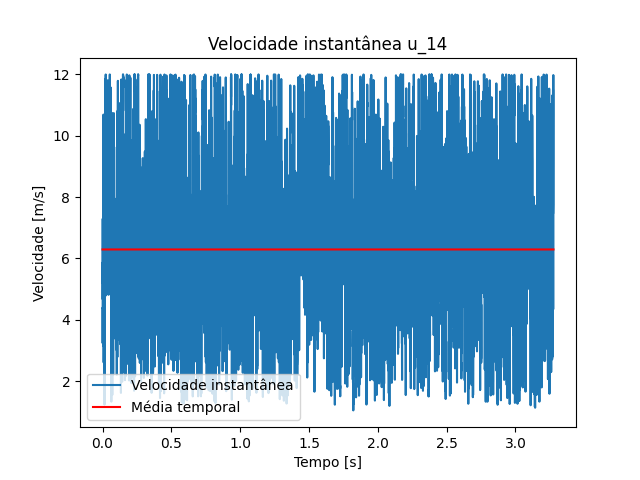 Velocidade instantânea u_14
Velocidade [m/s]
12
10
8
6
4
2
Velocidade instantânea
Média temporal
0.0 0.5 1.0 1.5 2.0 2.5 3.0
Tempo [s]